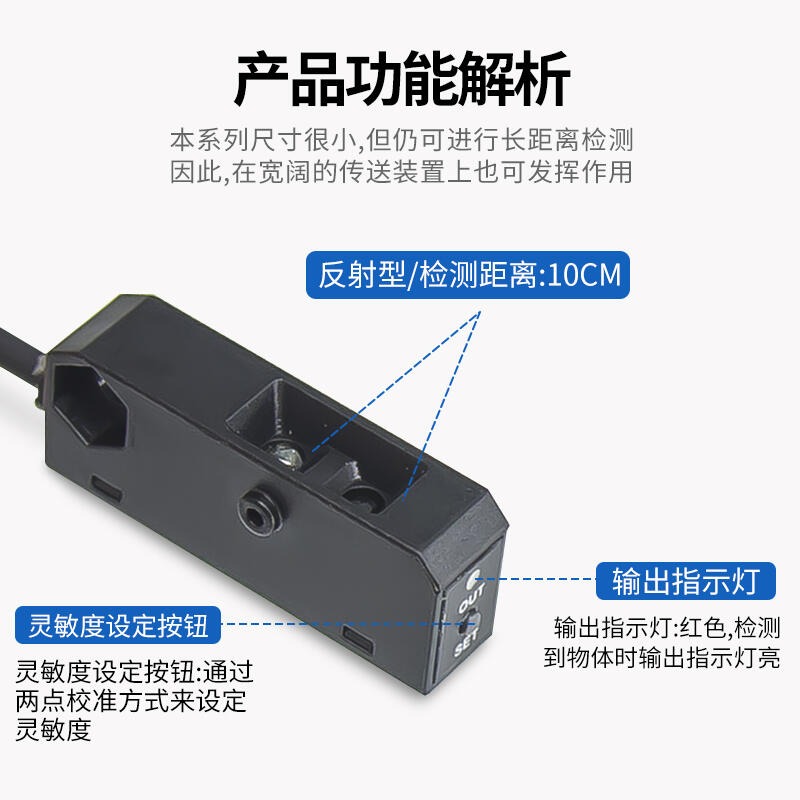 产品功能解析
本系列尺寸很小,但仍可进行长距离检测
因此,在宽阔的传送装置上也可发挥作用
反射型/检测距离:10CM
输出指示灯
OUT
SET
输出指示灯:红色,检测
到物体时输出指示灯亮
灵敏度设定按钮
灵敏度设定按钮:通过
两点校准方式来设定
灵敏度